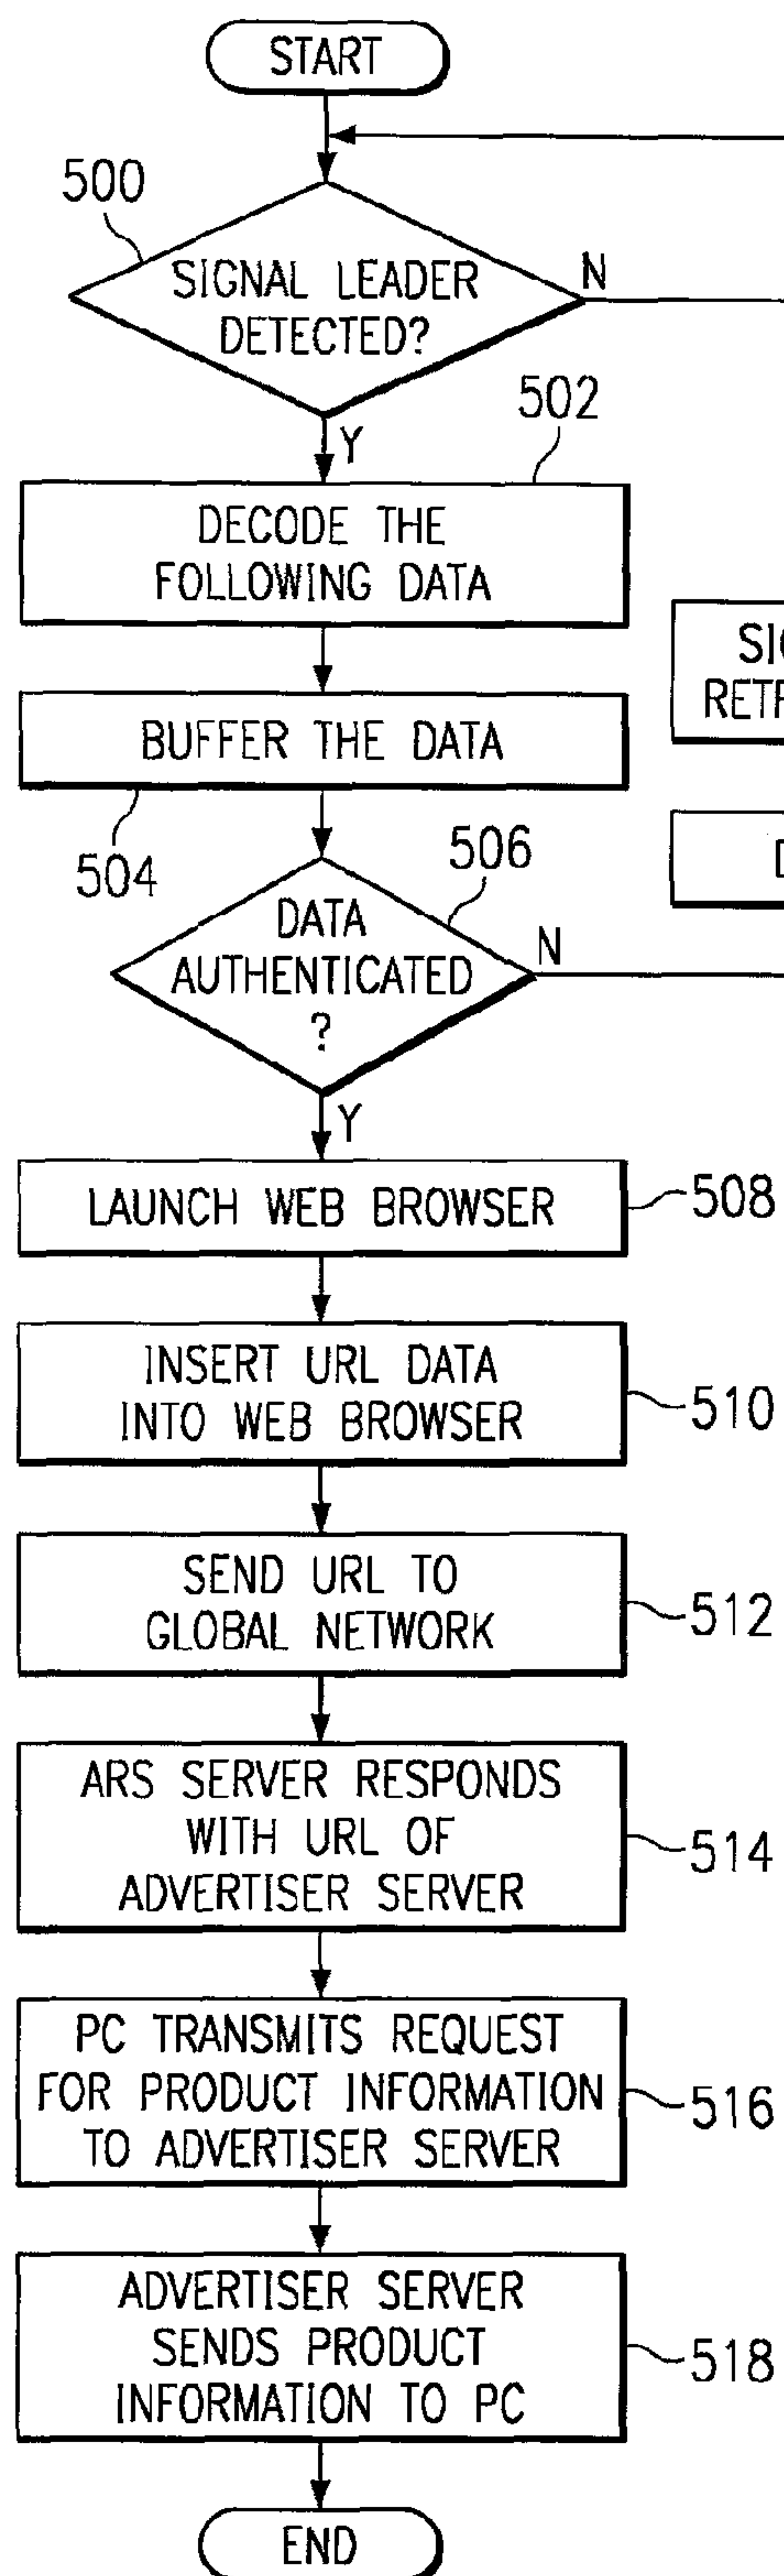 START
500
SIGNAL LEADER
DETECTED?
N
Y
502
DECODE THE
FOLLOWING DATA
BUFFER THE DATA
504
506
DATA
AUTHENTICATED
?
N
Y
LAUNCH WEB BROWSER
508
INSERT URL DATA
INTO WEB BROWSER
510
SEND URL TO
GLOBAL NETWORK
512
ARS SERVER RESPONDS
WITH URL OF
ADVERTISER SERVER
514
PC TRANSMITS REQUEST
FOR PRODUCT INFORMATION
TO ADVERTISER SERVER
516
ADVERTISER SERVER
SENDS PRODUCT
INFORMATION TO PC
518
END